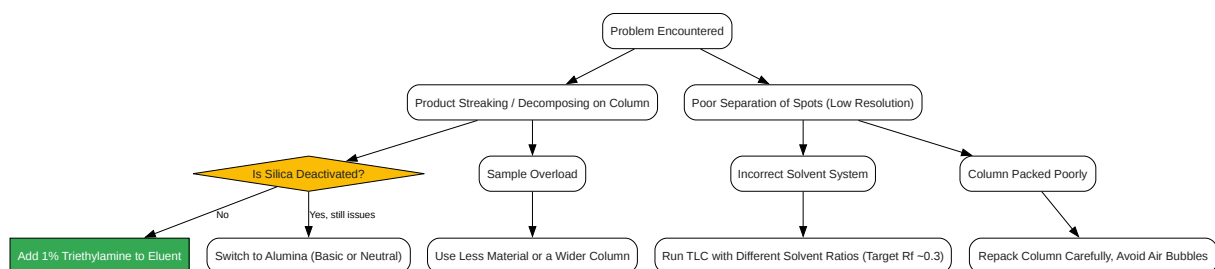 Problem Encountered
Product Streaking / Decomposing on Column
Poor Separation of Spots (Low Resolution)
Is Silica Deactivated?
Sample Overload
Incorrect Solvent System
Column Packed Poorly
No
Yes, still issues
Add 1% Triethylamine to Eluent
Switch to Alumina (Basic or Neutral)
Use Less Material or a Wider Column
Run TLC with Different Solvent Ratios (Target Rf ~0.3)
Repack Column Carefully, Avoid Air Bubbles